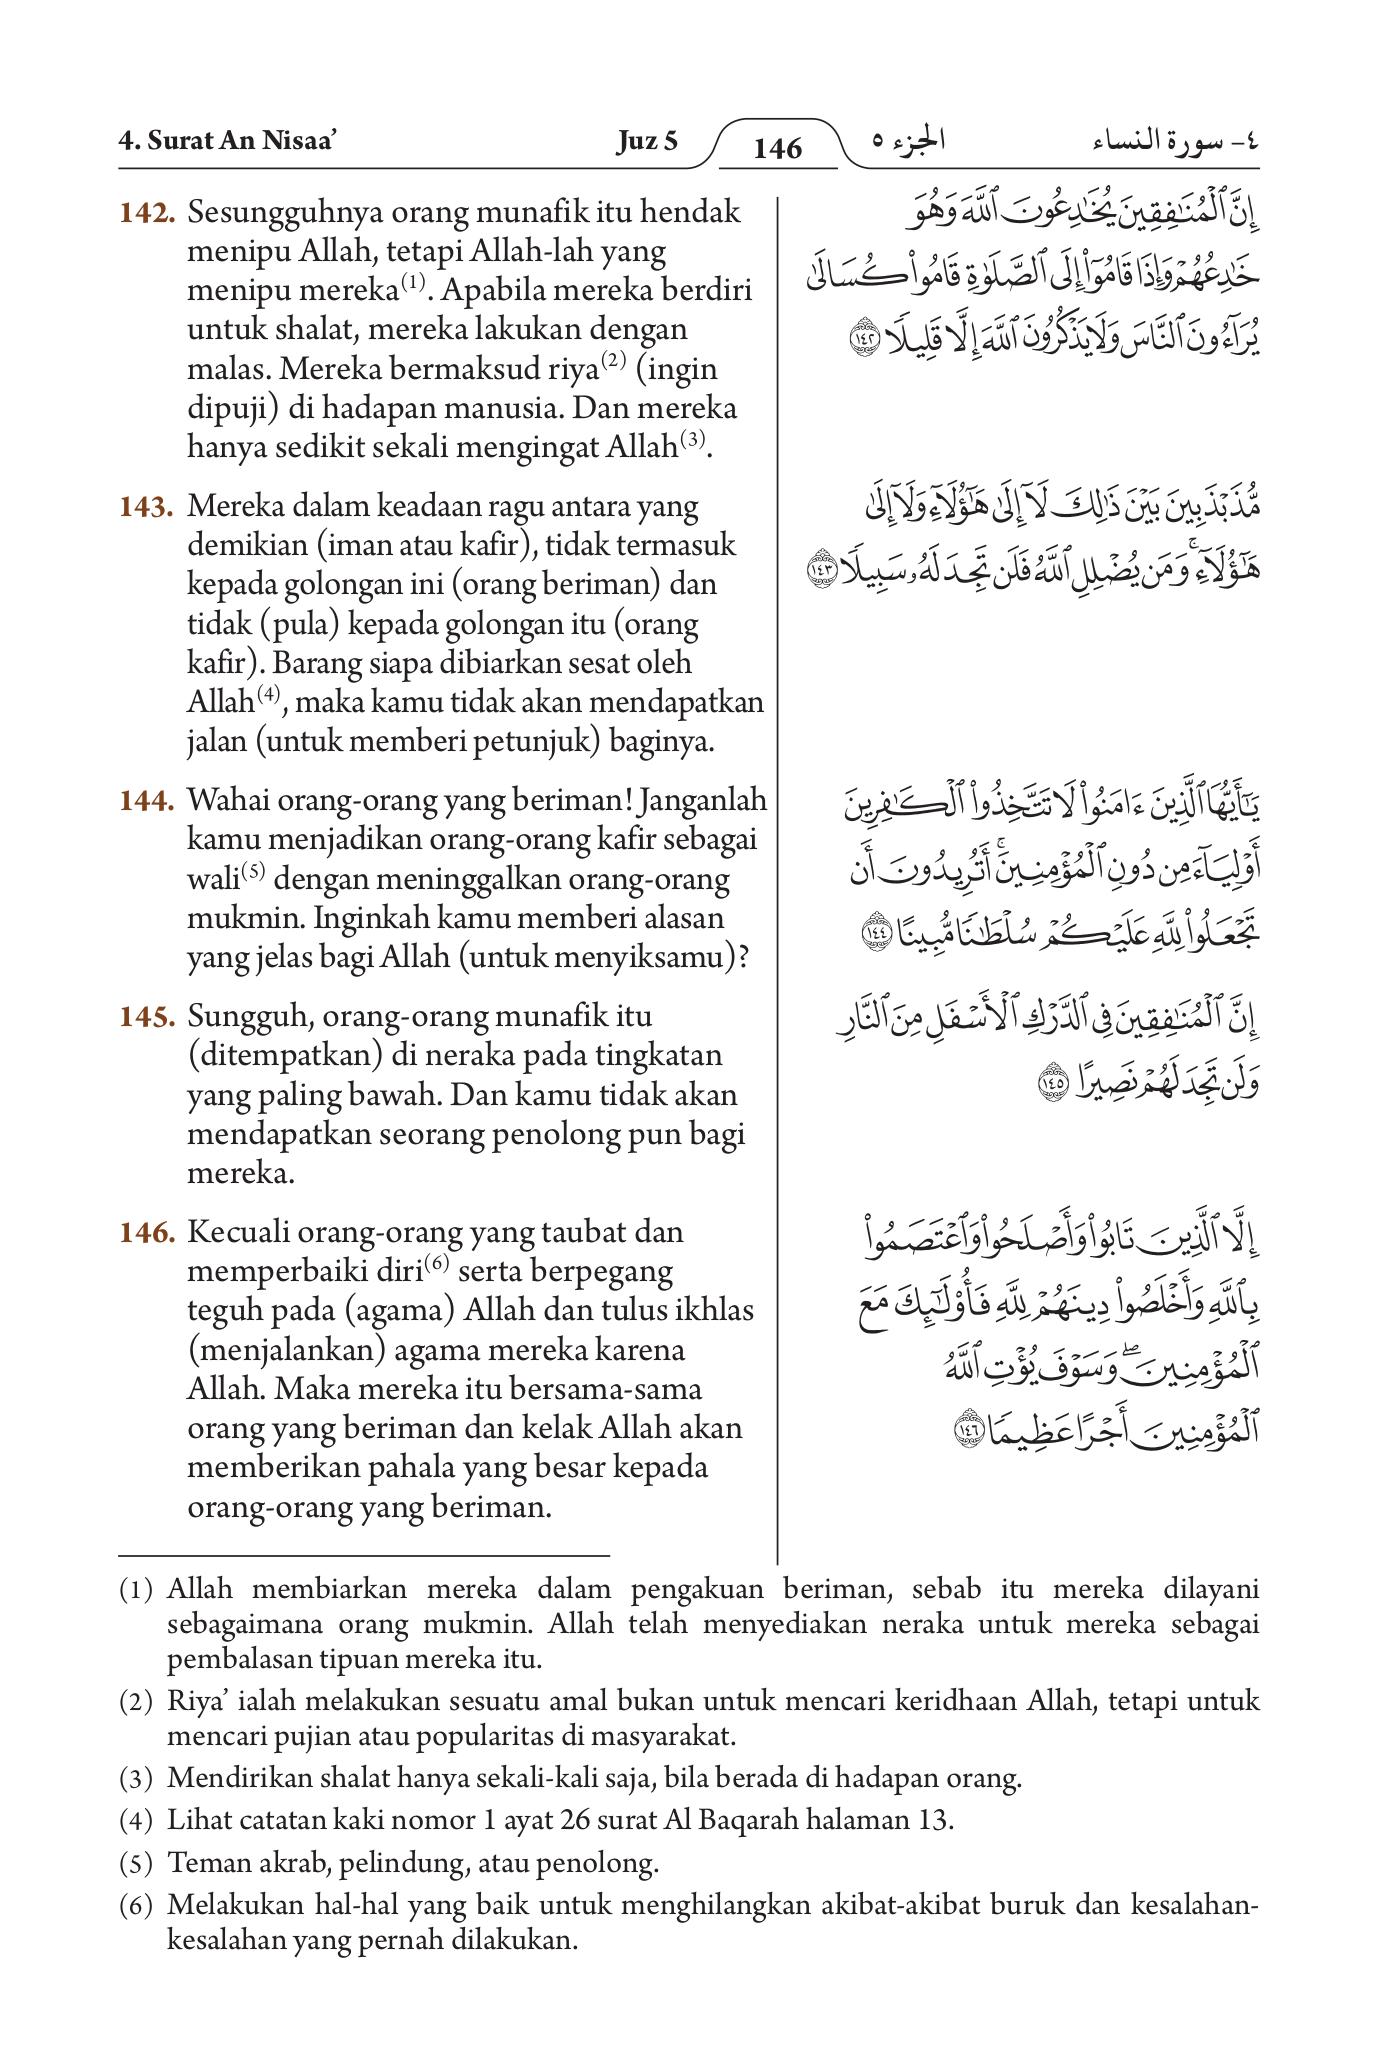 4. Surat An Nisaa’
Juz 5
146
الجزء ٥
٤- سورة النساء
142. Sesungguhnya orang munafik itu hendak
menipu Allah, tetapi Allah-lah yang
menipu mereka(1). Apabila mereka berdiri
untuk shalat, mereka lakukan dengan
malas. Mereka bermaksud riya(2) (ingin
dipuji) di hadapan manusia. Dan mereka
hanya sedikit sekali mengingat Allah(3).
إِنَّ ٱلْمُنَٰفِقِينَ يُخَٰدِعُونَ ٱللَّهَ وَهُوَ
خَٰدِعُهُمْ وَإِذَا قَامُوٓا۟ إِلَى ٱلصَّلَوٰةِ قَامُوا۟ كُسَالَىٰ
يُرَآءُونَ ٱلنَّاسَ وَلَا يَذْكُرُونَ ٱللَّهَ إِلَّا قَلِيلًا ١٤٢
143. Mereka dalam keadaan ragu antara yang
demikian (iman atau kafir), tidak termasuk
kepada golongan ini (orang beriman) dan
tidak (pula) kepada golongan itu (orang
kafir). Barang siapa dibiarkan sesat oleh
Allah(4), maka kamu tidak akan mendapatkan
jalan (untuk memberi petunjuk) baginya.
مُّذَبْذَبِينَ بَيْنَ ذَٰلِكَ لَآ إِلَىٰ هَٰٓؤُلَآءِ وَلَآ إِلَىٰ
هَٰٓؤُلَآءِ ۚ وَمَن يُضْلِلِ ٱللَّهُ فَلَن تَجِدَ لَهُۥ سَبِيلًا ١٤٣
144. Wahai orang-orang yang beriman! Janganlah
kamu menjadikan orang-orang kafir sebagai
wali(5) dengan meninggalkan orang-orang
mukmin. Inginkah kamu memberi alasan
yang jelas bagi Allah (untuk menyiksamu)?
يَٰٓأَيُّهَا ٱلَّذِينَ ءَامَنُوا۟ لَا تَتَّخِذُوا۟ ٱلْكَٰفِرِينَ
أَوْلِيَآءَ مِن دُونِ ٱلْمُؤْمِنِينَ ۚ أَتُرِيدُونَ أَن
تَجْعَلُوا۟ لِلَّهِ عَلَيْكُمْ سُلْطَٰنًا مُّبِينًا ١٤٤
145. Sungguh, orang-orang munafik itu
(ditempatkan) di neraka pada tingkatan
yang paling bawah. Dan kamu tidak akan
mendapatkan seorang penolong pun bagi
mereka.
إِنَّ ٱلْمُنَٰفِقِينَ فِى ٱلدَّرْكِ ٱلْأَسْفَلِ مِنَ ٱلنَّارِ
وَلَن تَجِدَ لَهُمْ نَصِيرًا ١٤٥
146. Kecuali orang-orang yang taubat dan
memperbaiki diri(6) serta berpegang
teguh pada (agama) Allah dan tulus ikhlas
(menjalankan) agama mereka karena
Allah. Maka mereka itu bersama-sama
orang yang beriman dan kelak Allah akan
memberikan pahala yang besar kepada
orang-orang yang beriman.
إِلَّا ٱلَّذِينَ تَابُوا۟ وَأَصْلَحُوا۟ وَٱعْتَصَمُوا۟
بِٱللَّهِ وَأَخْلَصُوا۟ دِينَهُمْ لِلَّهِ فَأُو۟لَٰٓئِكَ مَعَ
ٱلْمُؤْمِنِينَ ۖ وَسَوْفَ يُؤْتِ ٱللَّهُ
ٱلْمُؤْمِنِينَ أَجْرًا عَظِيمًا ١٤٦
(1) Allah membiarkan mereka dalam pengakuan beriman, sebab itu mereka dilayani
sebagaimana orang mukmin. Allah telah menyediakan neraka untuk mereka sebagai
pembalasan tipuan mereka itu.
(2) Riya’ ialah melakukan sesuatu amal bukan untuk mencari keridhaan Allah, tetapi untuk
mencari pujian atau popularitas di masyarakat.
(3) Mendirikan shalat hanya sekali-kali saja, bila berada di hadapan orang.
(4) Lihat catatan kaki nomor 1 ayat 26 surat Al Baqarah halaman 13.
(5) Teman akrab, pelindung, atau penolong.
(6) Melakukan hal-hal yang baik untuk menghilangkan akibat-akibat buruk dan kesalahan-
kesalahan yang pernah dilakukan.